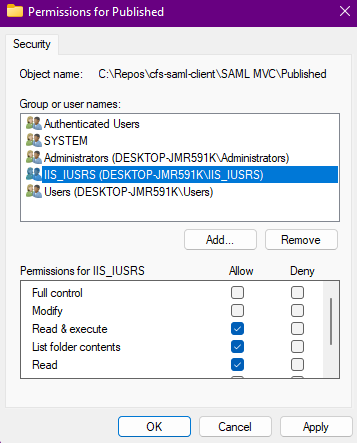 Permissions for Published
Security
Object name: C:\Repos\cfs-saml-client\SAML MVC\Published
Group or user names:
Authenticated Users
SYSTEM
Administrators (DESKTOP-JMR591K\Administrators)
IIS_IUSRS (DESKTOP-JMR591K\IIS_IUSRS)
Users (DESKTOP-JMR591K\Users)
Add... Remove
Permissions for IIS_IUSRS Allow Deny
Full control
Modify
Read & execute
List folder contents
Read
OK Cancel Apply